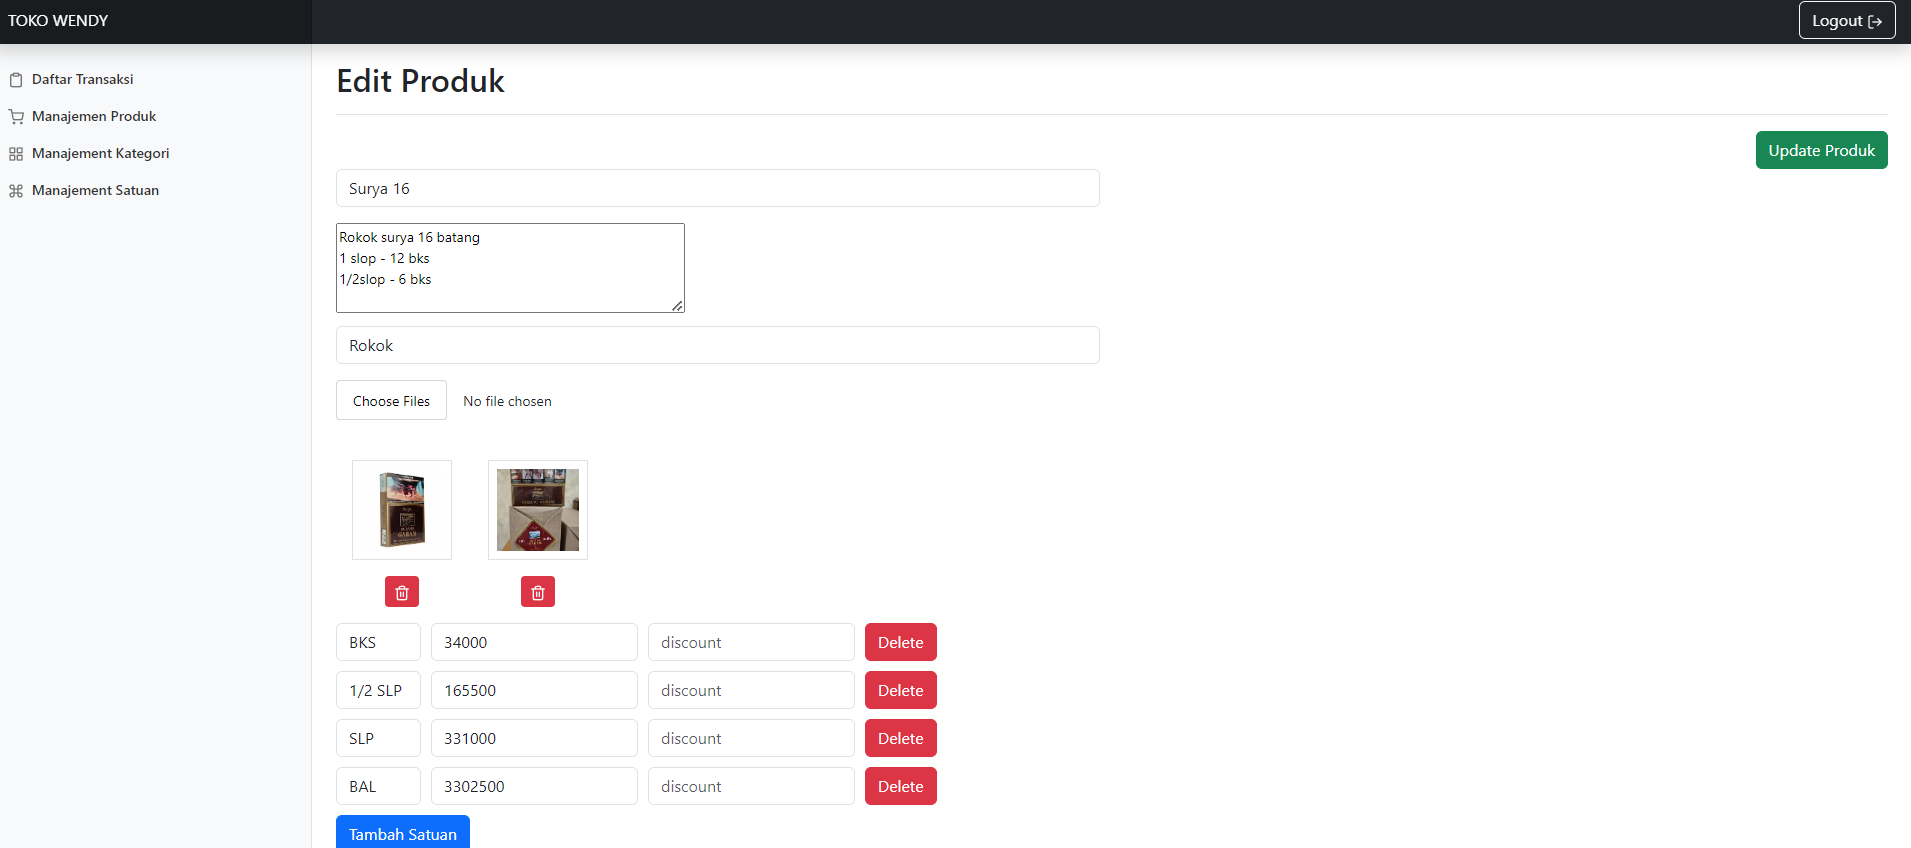 TOKO WENDY
Logout
Daftar Transaksi
Manajemen Produk
Manajement Kategori
Manajement Satuan
Edit Produk
Update Produk
Surya 16
Rokok surya 16 batang
1 slop - 12 bks
1/2slop - 6 bks
Rokok
Choose Files No file chosen
BKS 34000 discount Delete
1/2 SLP 165500 discount Delete
SLP 331000 discount Delete
BAL 3302500 discount Delete
Tambah Satuan